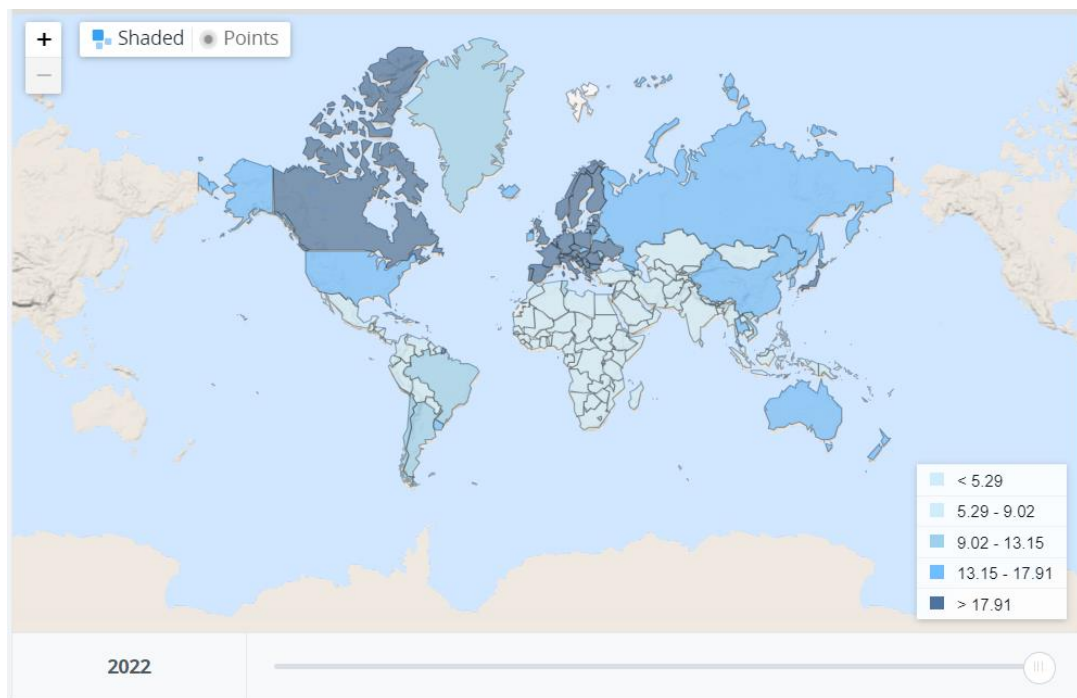 +
Shaded
Points
−
< 5.29
5.29 - 9.02
9.02 - 13.15
13.15 - 17.91
> 17.91
2022